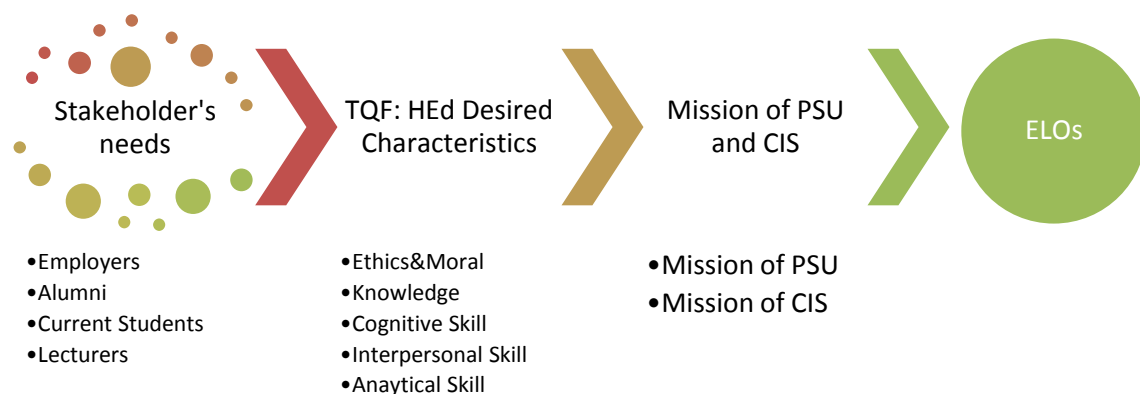 Stakeholder's
needs
•Employers
•Alumni
•Current Students
•Lecturers
TQF: HEd Desired
Characteristics
•Ethics&Moral
•Knowledge
•Cognitive Skill
•Interpersonal Skill
•Anaytical Skill
Mission of PSU
and CIS
•Mission of PSU
•Mission of CIS
ELOs